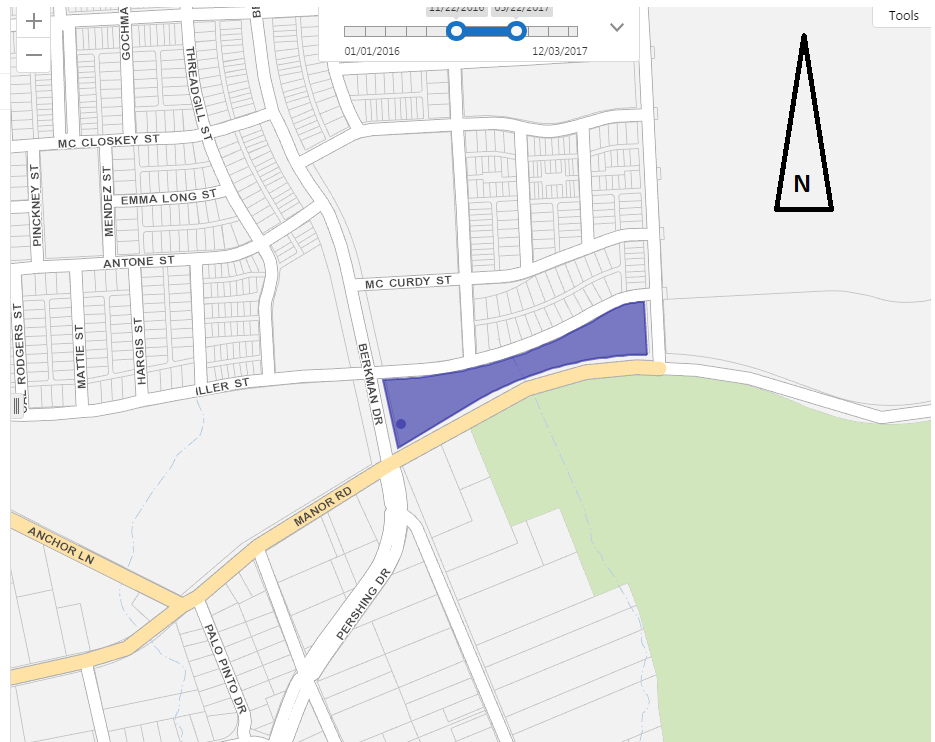 11/22/2016 05/22/2017
Tools
01/01/2016 12/03/2017
GOCHMA
THREADGILL ST
MC CLOSKEY ST
N
PINCKNEY ST
MENDEZ ST
EMMA LONG ST
ANTONE ST
MC CURDY ST
CAL RODGERS ST
MATTIE ST
HARGIS ST
ILLER ST
BERKMAN DR
MANOR RD
ANCHOR LN
PERSHING DR
PALO PINTO DR